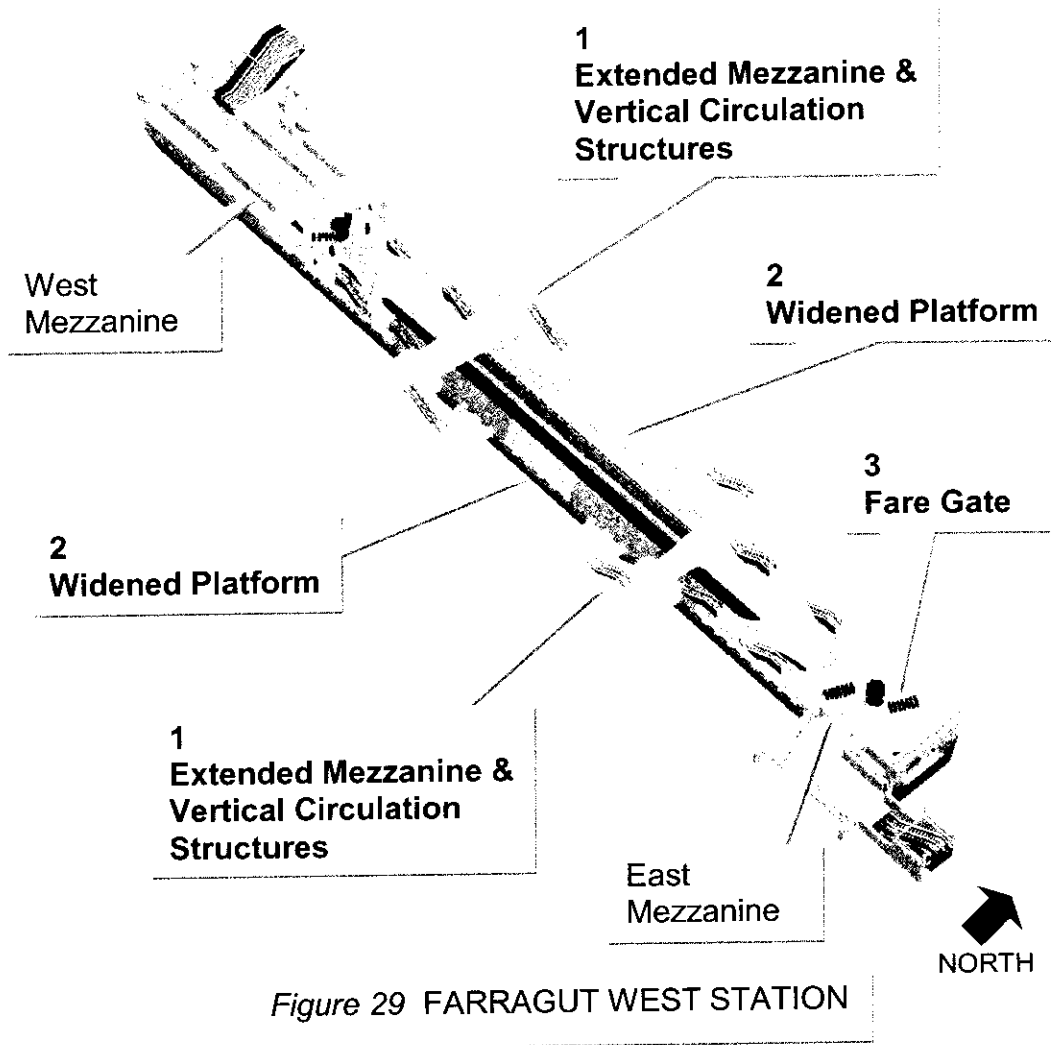 1
Extended Mezzanine &
Vertical Circulation
Structures
West
Mezzanine
2
Widened Platform
3
Fare Gate
2
Widened Platform
1
Extended Mezzanine &
Vertical Circulation
Structures
East
Mezzanine
NORTH
Figure 29 FARRAGUT WEST STATION